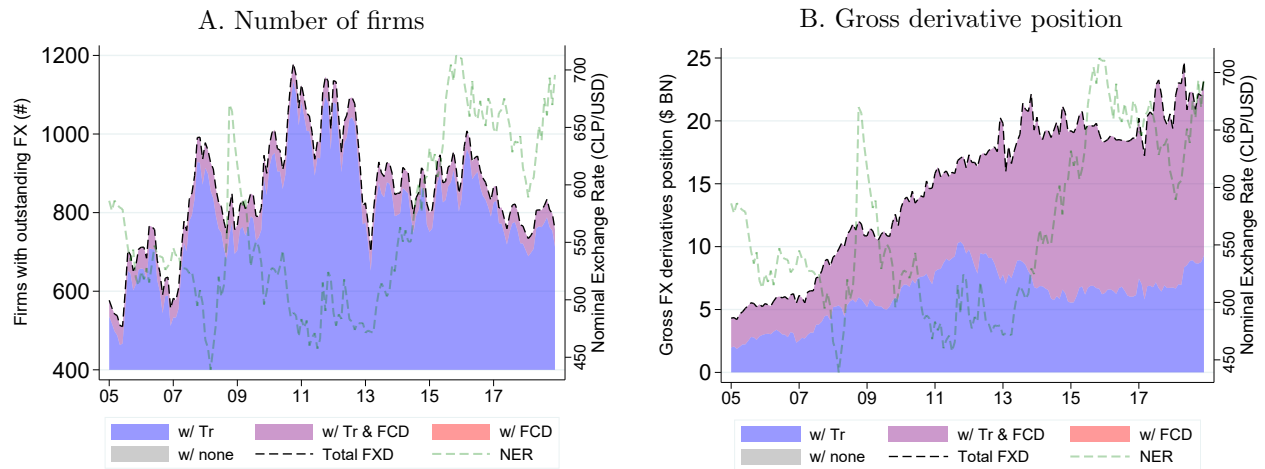 A. Number of firms
Firms with outstanding FX (#)
1200
1000
800
600
400
700
650
600
550
500
450
Nominal Exchange Rate (CLP/USD)
05 07 09 11 13 15 17
w/ Tr w/ Tr & FCD w/ FCD
w/ none Total FXD NER
B. Gross derivative position
Gross FX derivatives position ($ BN)
25
20
15
10
5
0
700
650
600
550
500
450
Nominal Exchange Rate (CLP/USD)
05 07 09 11 13 15 17
w/ Tr w/ Tr & FCD w/ FCD
w/ none Total FXD NER